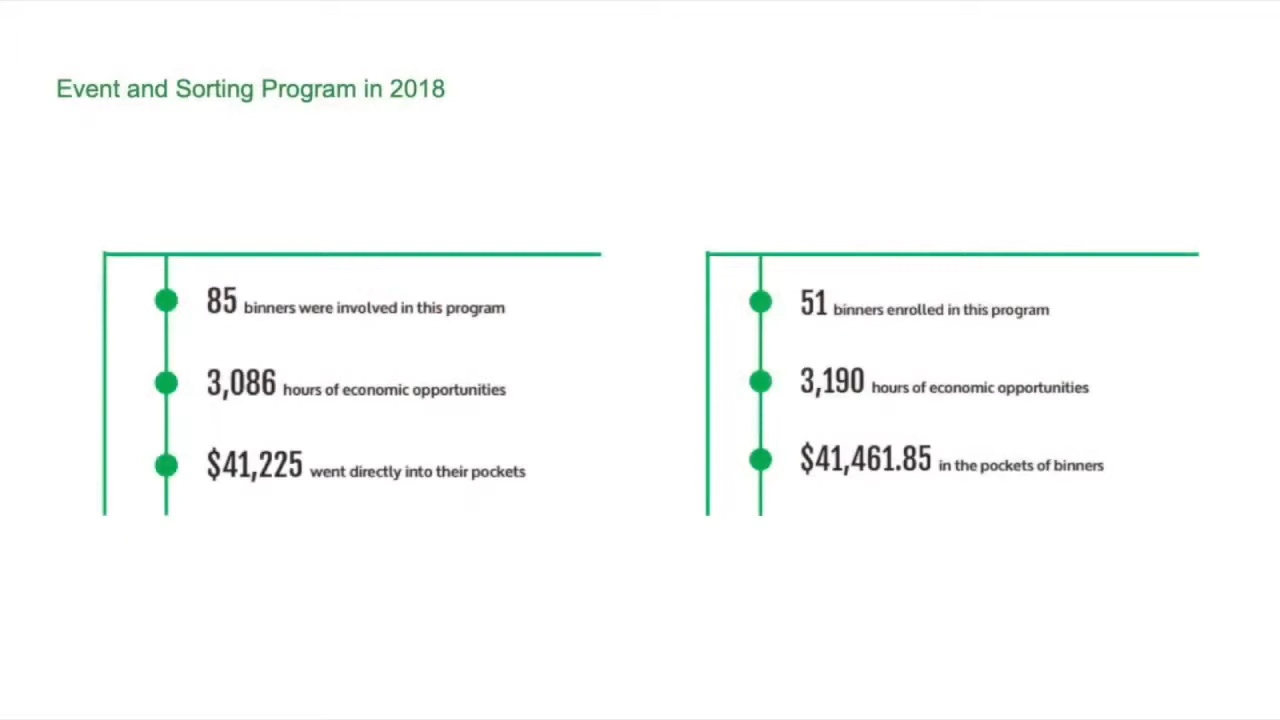 Event and Sorting Program in 2018
85 binners were involved in this program
3,086 hours of economic opportunities
$41,225 went directly into their pockets
51 binners enrolled in this program
3,190 hours of economic opportunities
$41,461.85 in the pockets of binners